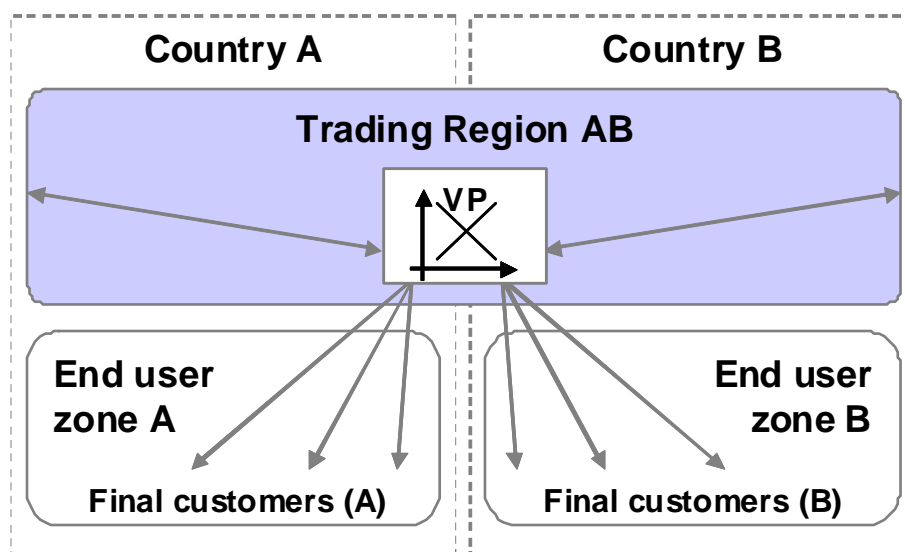 Country A
Country B
Trading Region AB
VP
End user
zone A
End user
zone B
Final customers (A)
Final customers (B)